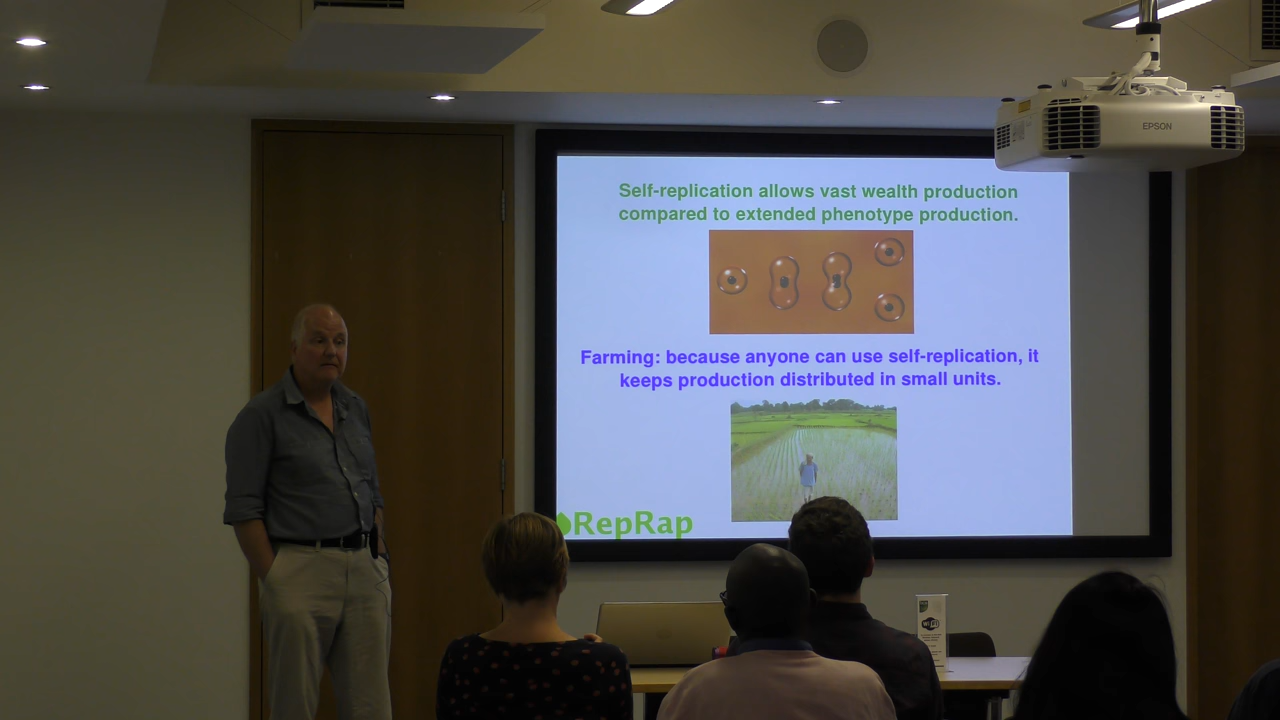 EPSON
Self-replication allows vast wealth production
compared to extended phenotype production.
Farming: because anyone can use self-replication, it
keeps production distributed in small units.
RepRap
WiFi